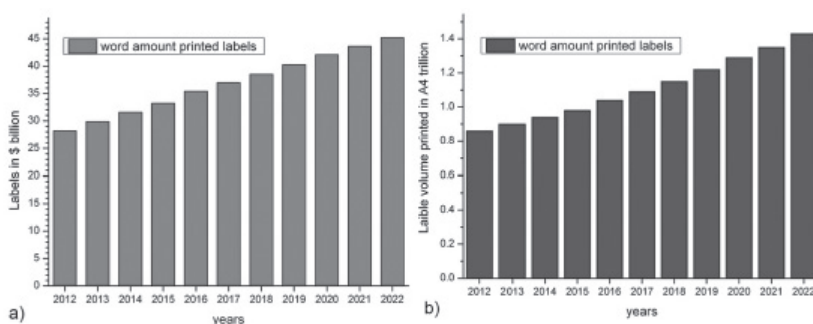 word amount printed labels
Labels in $ billion
45
40
35
30
25
20
15
10
5
0
2012 2013 2014 2015 2016 2017 2018 2019 2020 2021 2022
years
a)
word amount printed labels
Laible volume printed in A4 trillion
1.4
1.2
1.0
0.8
0.6
0.4
0.2
0.0
2012 2013 2014 2015 2016 2017 2018 2019 2020 2021 2022
years
b)